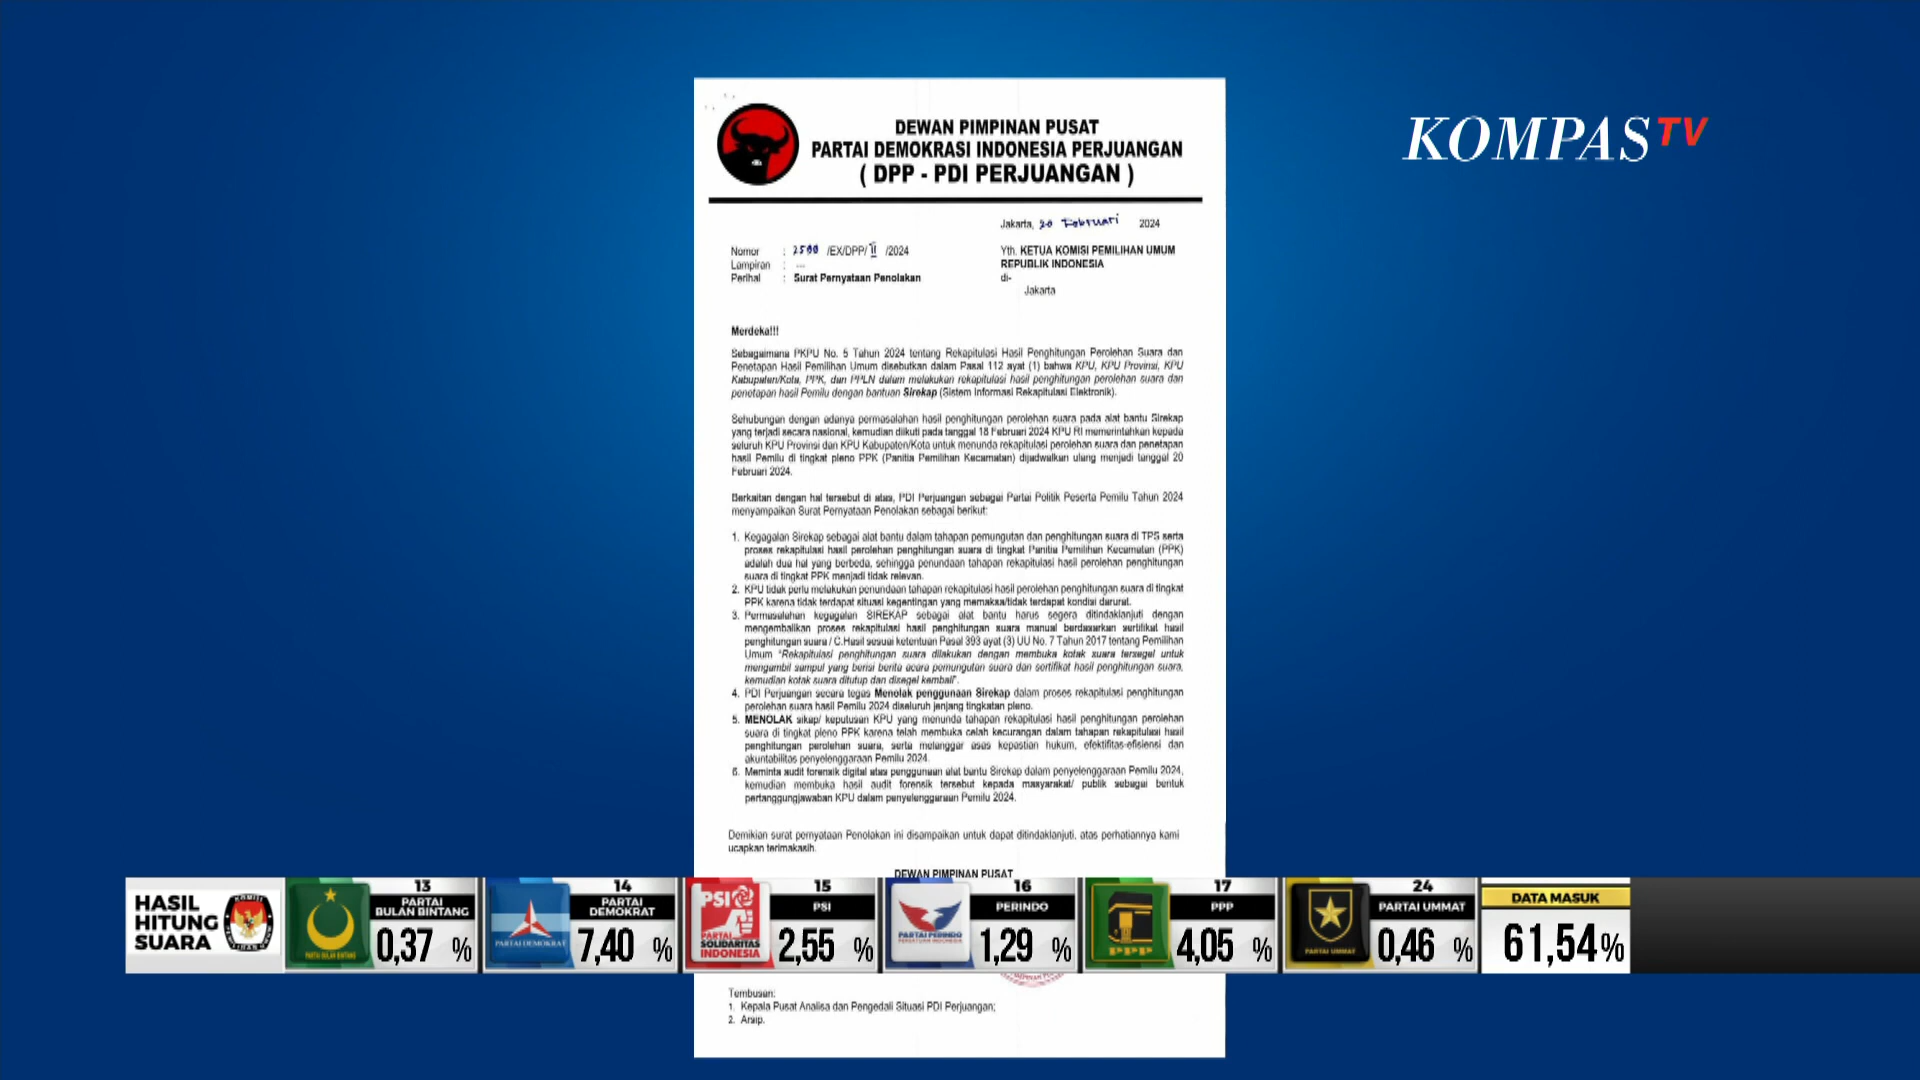 KOMPASTV
DEWAN PIMPINAN PUSAT
PARTAI DEMOKRASI INDONESIA PERJUANGAN
( DPP - PDI PERJUANGAN )
Jakarta, 20 Februari 2024
Nomor : 2500 /EX/DPP/ II /2024
Lampiran : ---
Perihal : Surat Pernyataan Penolakan
Yth. KETUA KOMISI PEMILIHAN UMUM
REPUBLIK INDONESIA
di-
Jakarta
Merdeka!!!
Sebagaimana PKPU No. 5 Tahun 2024 tentang Rekapitulasi Hasil Penghitungan Perolehan Suara dan
Penetapan Hasil Pemilihan Umum disebutkan dalam Pasal 112 ayat (1) bahwa KPU, KPU Provinsi, KPU
Kabupaten/Kota, PPK, dan PPLN dalam melakukan rekapitulasi hasil penghitungan perolehan suara dan
penetapan hasil Pemilu dengan bantuan Sirekap (Sistem Informasi Rekapitulasi Elektronik).
Sehubungan dengan adanya permasalahan hasil penghitungan perolehan suara pada alat bantu Sirekap
yang terjadi secara nasional, kemudian diikuti pada tanggal 18 Februari 2024 KPU RI memerintahkan kepada
seluruh KPU Provinsi dan KPU Kabupaten/Kota untuk menunda rekapitulasi perolehan suara dan penetapan
hasil Pemilu di tingkat pleno PPK (Panitia Pemilihan Kecamatan) dijadwalkan ulang menjadi tanggal 20
Februari 2024.
Berkaitan dengan hal tersebut di atas, PDI Perjuangan sebagai Partai Politik Peserta Pemilu Tahun 2024
menyampaikan Surat Pernyataan Penolakan sebagai berikut:
1. Kegagalan Sirekap sebagai alat bantu dalam tahapan pemungutan dan penghitungan suara di TPS serta
proses rekapitulasi hasil perolehan penghitungan suara di tingkat Panitia Pemilihan Kecamatan (PPK)
adalah dua hal yang berbeda, sehingga penundaan tahapan rekapitulasi hasil perolehan penghitungan
suara di tingkat PPK menjadi tidak relevan.
2. KPU tidak perlu melakukan penundaan tahapan rekapitulasi hasil perolehan penghitungan suara di tingkat
PPK karena tidak terdapat situasi kegentingan yang memaksa/tidak terdapat kondisi darurat.
3. Permasalahan kegagalan SIREKAP sebagai alat bantu harus segera ditindaklanjuti dengan
mengembalikan proses rekapitulasi hasil penghitungan suara manual berdasarkan sertifikat hasil
penghitungan suara / C.Hasil sesuai ketentuan Pasal 393 ayat (3) UU No. 7 Tahun 2017 tentang Pemilihan
Umum "Rekapitulasi penghitungan suara dilakukan dengan membuka kotak suara tersegel untuk
mengambil sampul yang berisi berita acara pemungutan suara dan sertifikat hasil penghitungan suara,
kemudian kotak suara ditutup dan disegel kembali".
4. PDI Perjuangan secara tegas Menolak penggunaan Sirekap dalam proses rekapitulasi penghitungan
perolehan suara hasil Pemilu 2024 diseluruh jenjang tingkatan pleno.
5. MENOLAK sikap/ keputusan KPU yang menunda tahapan rekapitulasi hasil penghitungan perolehan
suara di tingkat pleno PPK karena telah membuka celah kecurangan dalam tahapan rekapitulasi hasil
penghitungan perolehan suara, serta melanggar asas kepastian hukum, efektifitas-efisiensi dan
akuntabilitas penyelenggaraan Pemilu 2024.
6. Meminta audit forensik digital atas penggunaan alat bantu Sirekap dalam penyelenggaraan Pemilu 2024,
kemudian membuka hasil audit forensik tersebut kepada masyarakat/ publik sebagai bentuk
pertanggungjawaban KPU dalam penyelenggaraan Pemilu 2024.
Demikian surat pernyataan Penolakan ini disampaikan untuk dapat ditindaklanjuti, atas perhatiannya kami
ucapkan terimakasih.
DEWAN PIMPINAN PUSAT
HASIL
HITUNG
SUARA
KOMISI
PARTAI BULAN BINTANG
13
PARTAI
BULAN BINTANG
0,37 %
PARTAI DEMOKRAT
14
PARTAI
DEMOKRAT
7,40 %
PSI
PARTAI
SOLIDARITAS
INDONESIA
15
PSI
2,55 %
PARTAI PERINDO
PERSATUAN INDONESIA
16
PERINDO
1,29 %
PPP
17
PPP
4,05 %
PARTAI UMMAT
24
PARTAI UMMAT
0,46 %
DATA MASUK
61,54%
Tembusan:
1. Kepala Pusat Analisa dan Pengedali Situasi PDI Perjuangan;
2. Arsip.